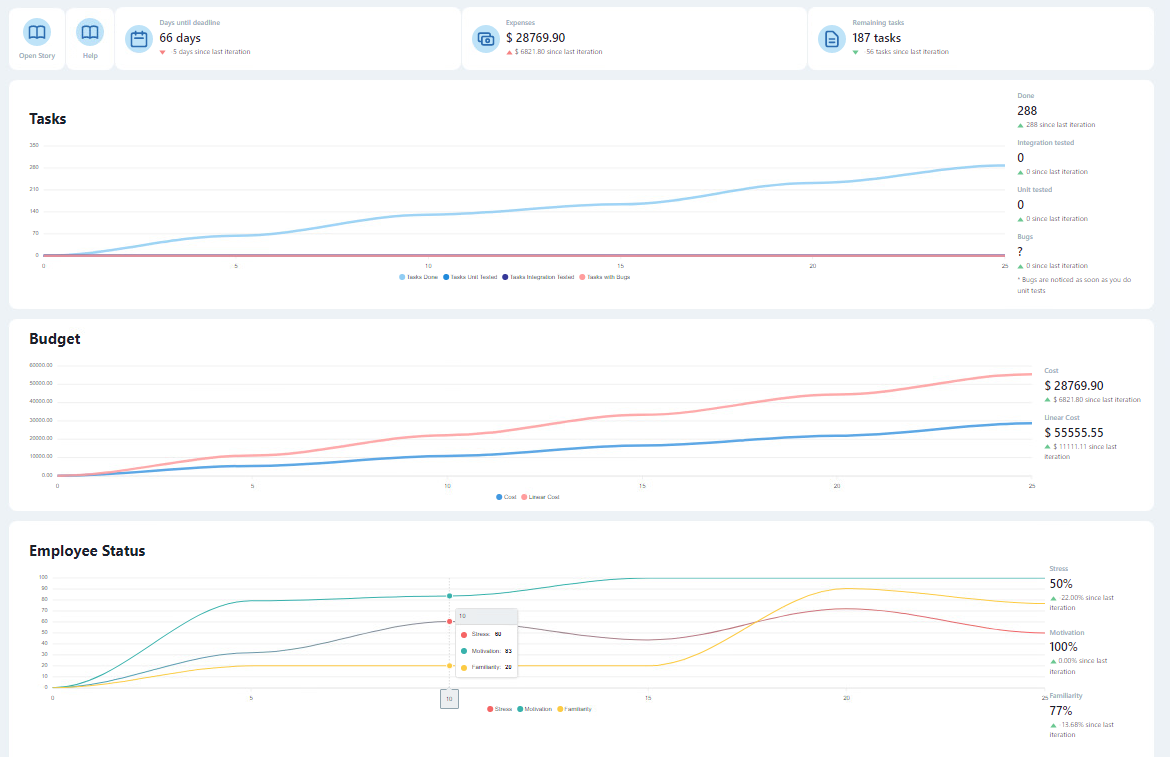 Open Story
Help
Days until deadline
66 days
5 days since last iteration
Expenses
$ 28769.90
$ 6821.80 since last iteration
Remaining tasks
187 tasks
-56 tasks since last iteration
Tasks
350
280
210
140
70
0
0 5 10 15 20 25
Tasks Done Tasks Unit Tested Tasks Integration Tested Tasks with Bugs
Done
288
288 since last iteration
Integration tested
0
0 since last iteration
Unit tested
0
0 since last iteration
Bugs
?
0 since last iteration
* Bugs are noticed as soon as you do
unit tests
Budget
60000.00
50000.00
40000.00
30000.00
20000.00
10000.00
0.00
0 5 10 15 20 25
Cost Linear Cost
Cost
$ 28769.90
$ 6821.80 since last iteration
Linear Cost
$ 55555.55
$ 11111.11 since last
iteration
Employee Status
100
90
80
70
60
50
40
30
20
10
0
0 5 10 15 20 25
10
Stress: 60
Motivation: 83
Familiarity: 20
Stress Motivation Familiarity
Stress
50%
-22.00% since last
iteration
Motivation
100%
0.00% since last
iteration
Familiarity
77%
-13.68% since last
iteration